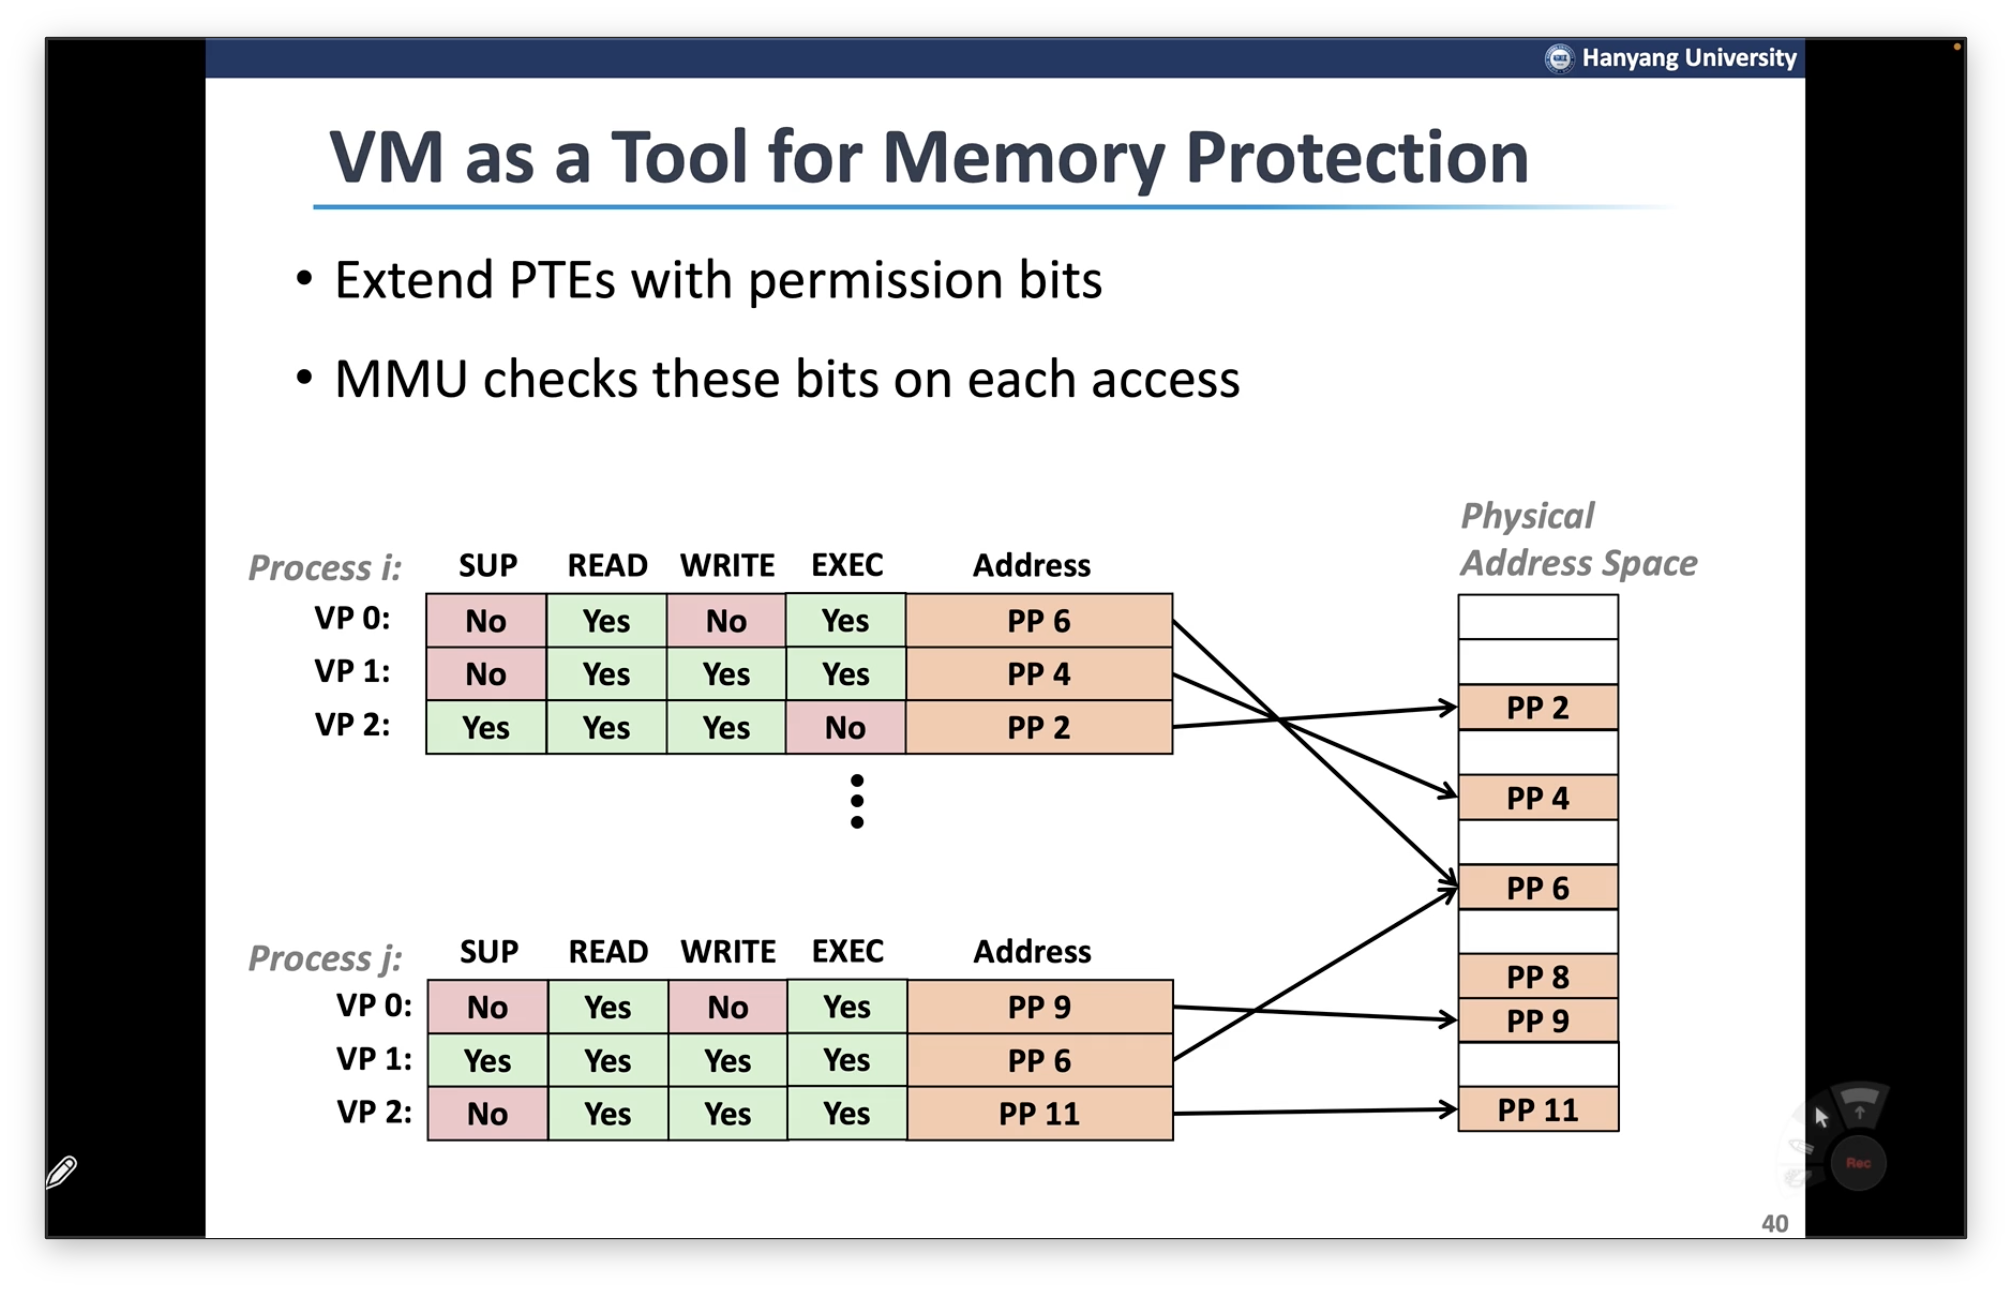 Hanyang University
VM as a Tool for Memory Protection
• Extend PTEs with permission bits
• MMU checks these bits on each access
Physical
Address Space
Process i: SUP READ WRITE EXEC Address
VP 0: No Yes No Yes PP 6
VP 1: No Yes Yes Yes PP 4
VP 2: Yes Yes Yes No PP 2
PP 2
PP 4
PP 6
PP 8
PP 9
PP 11
Process j: SUP READ WRITE EXEC Address
VP 0: No Yes No Yes PP 9
VP 1: Yes Yes Yes Yes PP 6
VP 2: No Yes Yes Yes PP 11
Rec
40